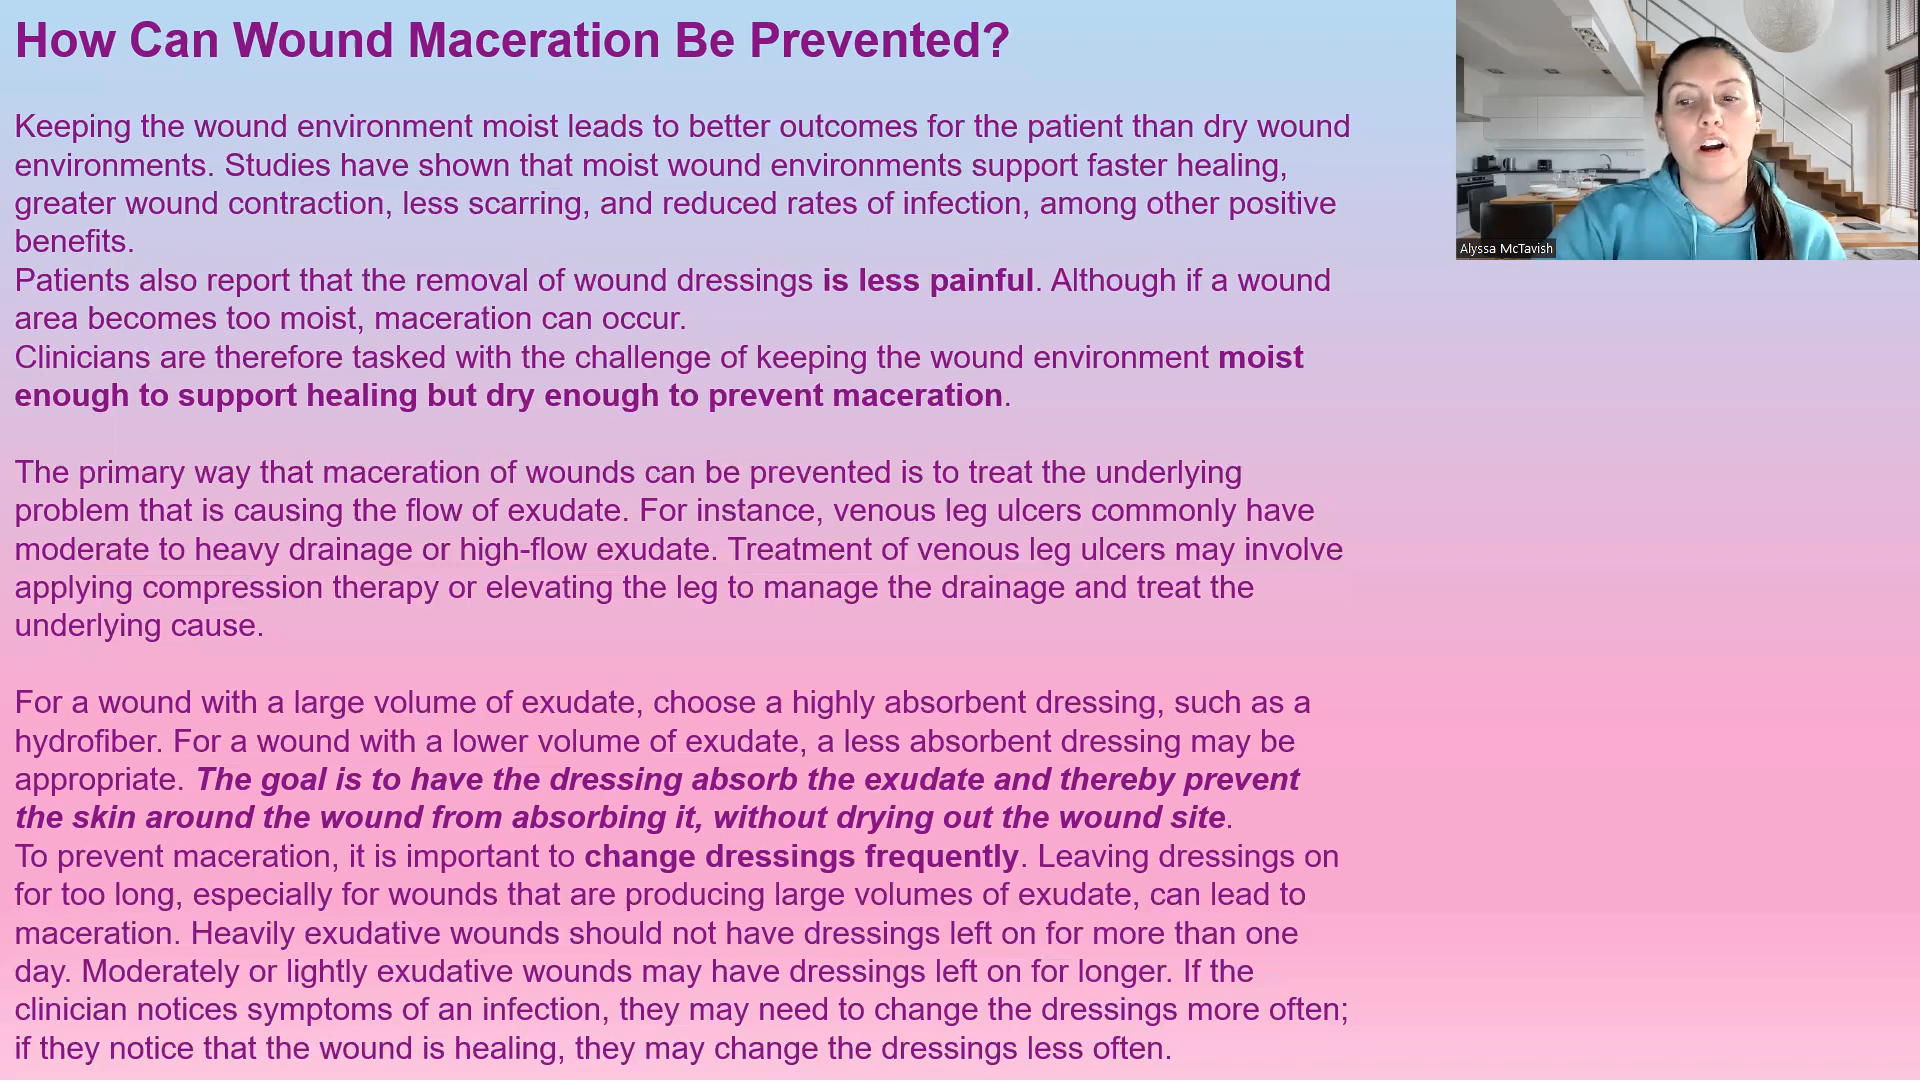 How Can Wound Maceration Be Prevented?
Keeping the wound environment moist leads to better outcomes for the patient than dry wound
environments. Studies have shown that moist wound environments support faster healing,
greater wound contraction, less scarring, and reduced rates of infection, among other positive
benefits.
Patients also report that the removal of wound dressings is less painful. Although if a wound
area becomes too moist, maceration can occur.
Clinicians are therefore tasked with the challenge of keeping the wound environment moist
enough to support healing but dry enough to prevent maceration.
The primary way that maceration of wounds can be prevented is to treat the underlying
problem that is causing the flow of exudate. For instance, venous leg ulcers commonly have
moderate to heavy drainage or high-flow exudate. Treatment of venous leg ulcers may involve
applying compression therapy or elevating the leg to manage the drainage and treat the
underlying cause.
For a wound with a large volume of exudate, choose a highly absorbent dressing, such as a
hydrofiber. For a wound with a lower volume of exudate, a less absorbent dressing may be
appropriate. The goal is to have the dressing absorb the exudate and thereby prevent
the skin around the wound from absorbing it, without drying out the wound site.
To prevent maceration, it is important to change dressings frequently. Leaving dressings on
for too long, especially for wounds that are producing large volumes of exudate, can lead to
maceration. Heavily exudative wounds should not have dressings left on for more than one
day. Moderately or lightly exudative wounds may have dressings left on for longer. If the
clinician notices symptoms of an infection, they may need to change the dressings more often;
if they notice that the wound is healing, they may change the dressings less often.
Alyssa McTavish